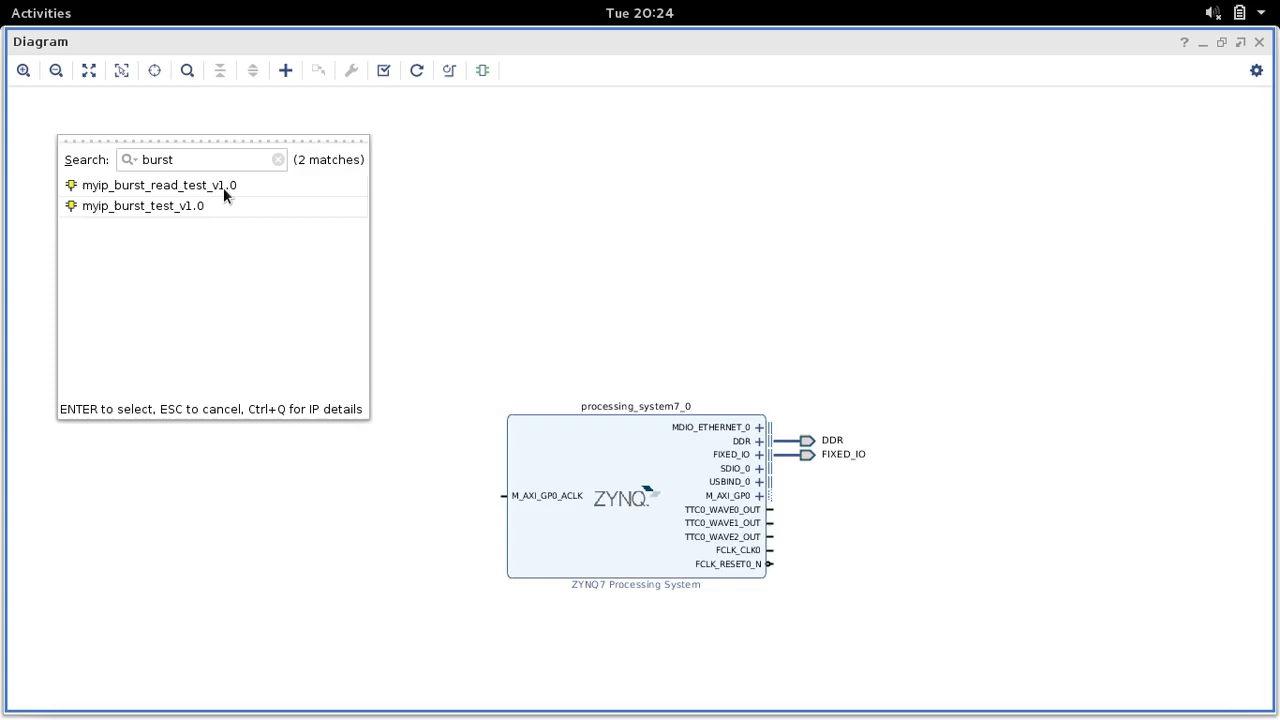 Activities
Tue 20:24
Diagram
Search: burst (2 matches)
myip_burst_read_test_v1.0
myip_burst_test_v1.0
ENTER to select, ESC to cancel, Ctrl+Q for IP details
processing_system7_0
MDIO_ETHERNET_0
DDR
DDR
FIXED_IO
FIXED_IO
SDIO_0
USBIND_0
M_AXI_GP0_ACLK
ZYNQ
M_AXI_GP0
TTC0_WAVE0_OUT
TTC0_WAVE1_OUT
TTC0_WAVE2_OUT
FCLK_CLK0
FCLK_RESET0_N
ZYNQ7 Processing System